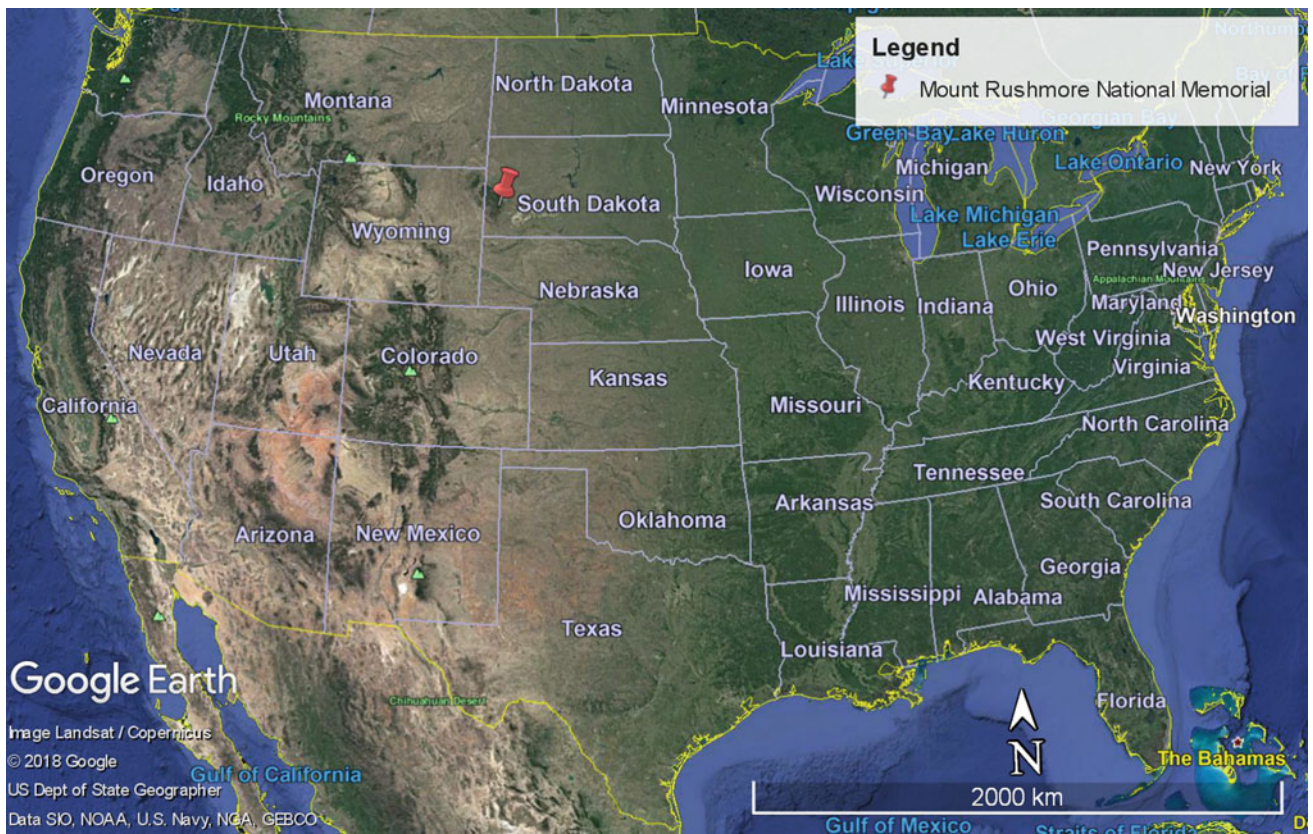 Legend
Mount Rushmore National Memorial
Lake Superior
North Dakota
Montana
Minnesota
Rocky Mountains
Georgian Bay
Green Bay
Lake Huron
Michigan
Lake Ontario
New York
Oregon
Idaho
Wisconsin
South Dakota
Lake Michigan
Wyoming
Lake Erie
Pennsylvania
Iowa
New Jersey
Appalachian Mountains
Nebraska
Ohio
Illinois
Indiana
Maryland
Washington
West Virginia
Nevada
Utah
Colorado
Virginia
Kansas
Kentucky
California
Missouri
North Carolina
Tennessee
Arkansas
South Carolina
Oklahoma
Arizona
New Mexico
Georgia
Mississippi
Alabama
Texas
Louisiana
Google Earth
Chihuahuan Desert
Florida
Image Landsat / Copernicus
© 2018 Google
The Bahamas
N
Gulf of California
US Dept of State Geographer
2000 km
Data SIO, NOAA, U.S. Navy, NGA, GEBCO
Gulf of Mexico
Straits of Florida